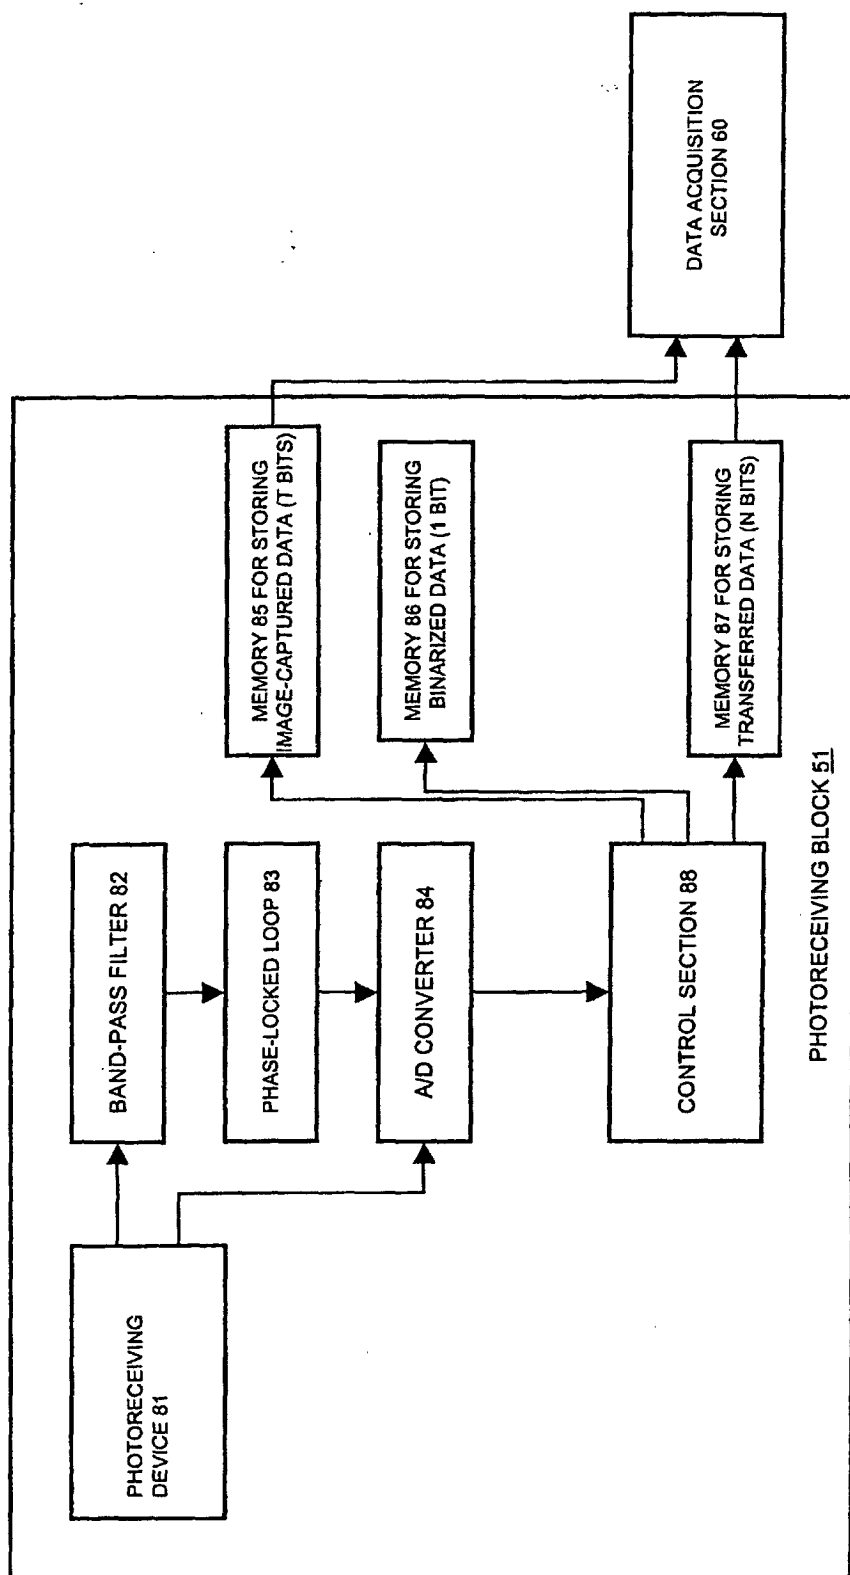 PHOTORECEIVING
DEVICE 81
BAND-PASS FILTER 82
PHASE-LOCKED LOOP 83
A/D CONVERTER 84
CONTROL SECTION 88
MEMORY 85 FOR STORING
IMAGE-CAPTURED DATA (T BITS)
MEMORY 86 FOR STORING
BINARIZED DATA (1 BIT)
MEMORY 87 FOR STORING
TRANSFERRED DATA (N BITS)
DATA ACQUISITION
SECTION 60
PHOTORECEIVING BLOCK 51